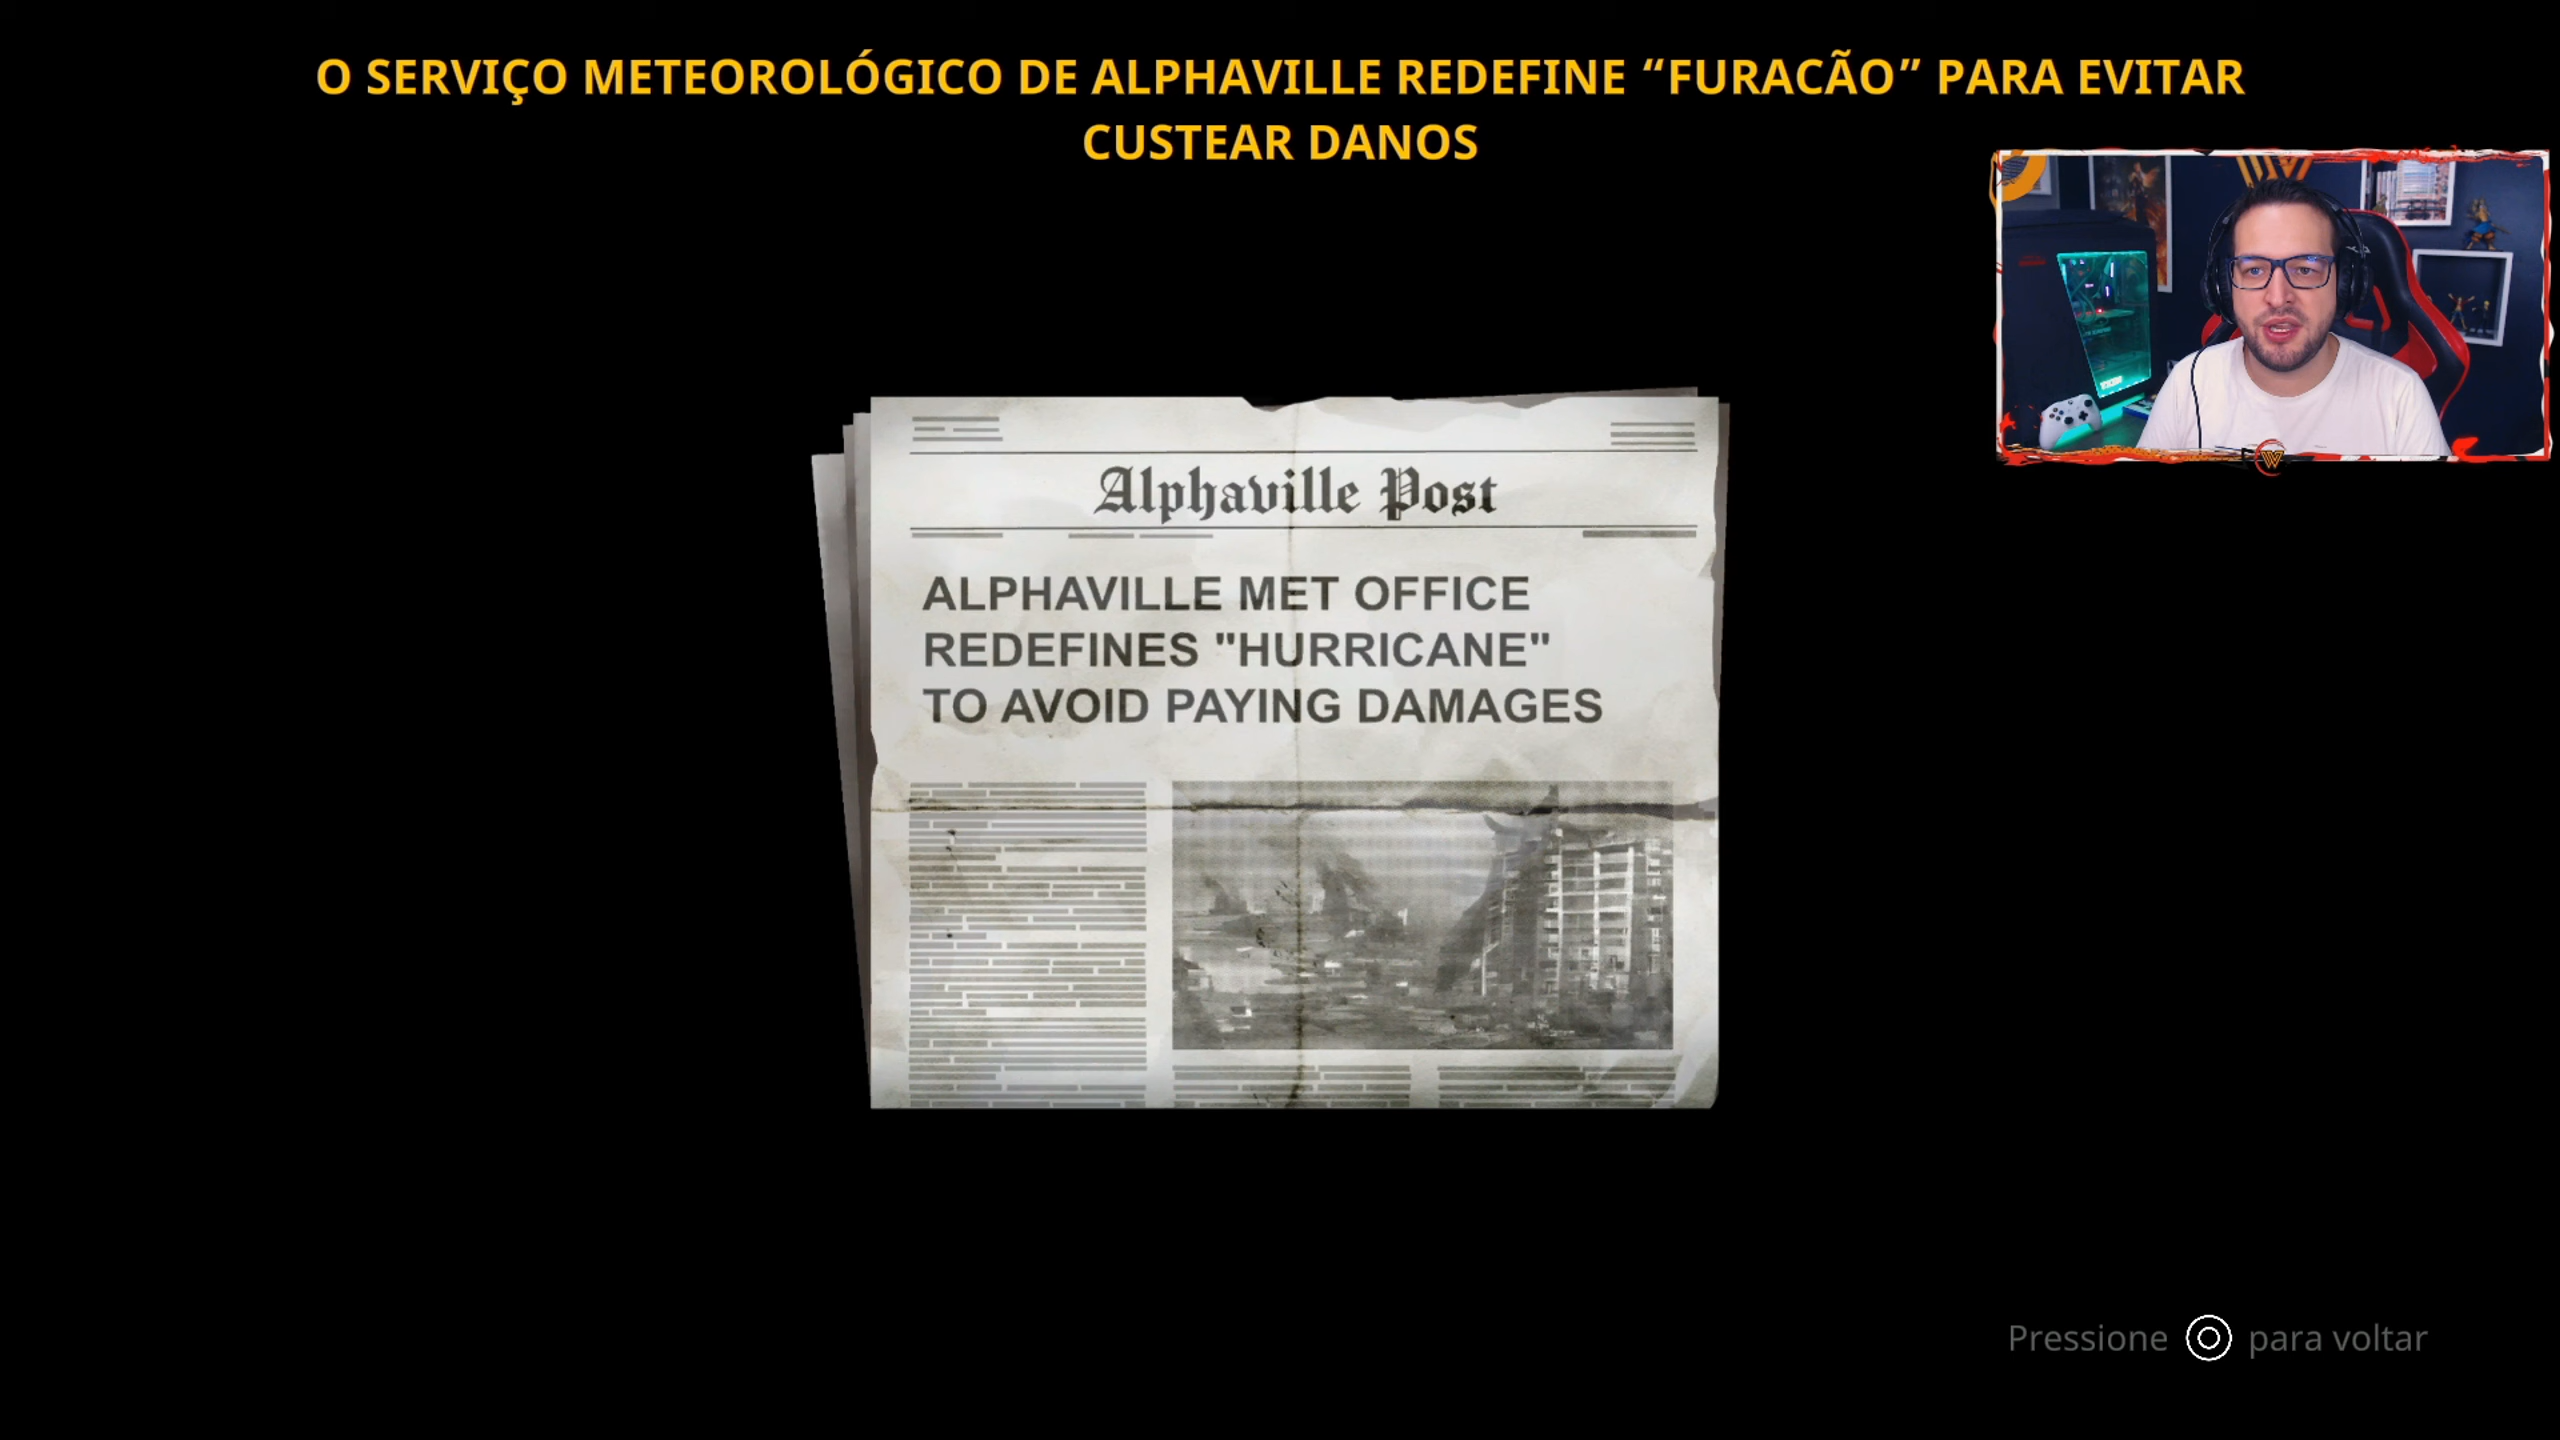 O SERVIÇO METEOROLÓGICO DE ALPHAVILLE REDEFINE “FURACÃO” PARA EVITAR
CUSTEAR DANOS
Alphaville Post
ALPHAVILLE MET OFFICE
REDEFINES "HURRICANE"
TO AVOID PAYING DAMAGES
Pressione para voltar